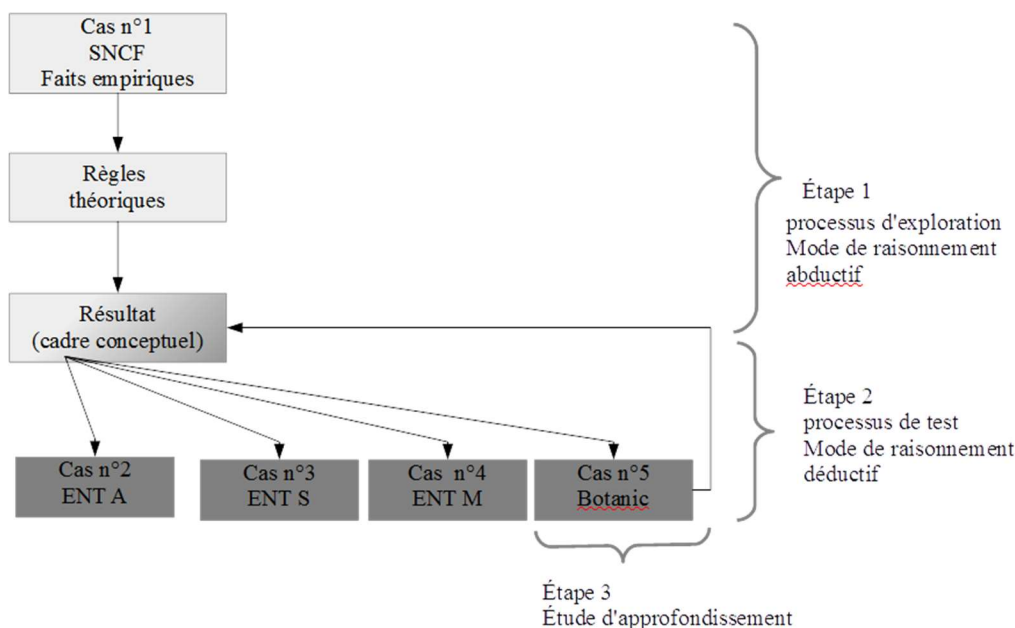 Cas n°1
SNCF
Faits empiriques
Règles
théoriques
Étape 1
processus d'exploration
Mode de raisonnement
abductif
Résultat
(cadre conceptuel)
Étape 2
processus de test
Mode de raisonnement
déductif
Cas n°2
ENT A
Cas n°3
ENT S
Cas n°4
ENT M
Cas n°5
Botanic
Étape 3
Étude d'approfondissement